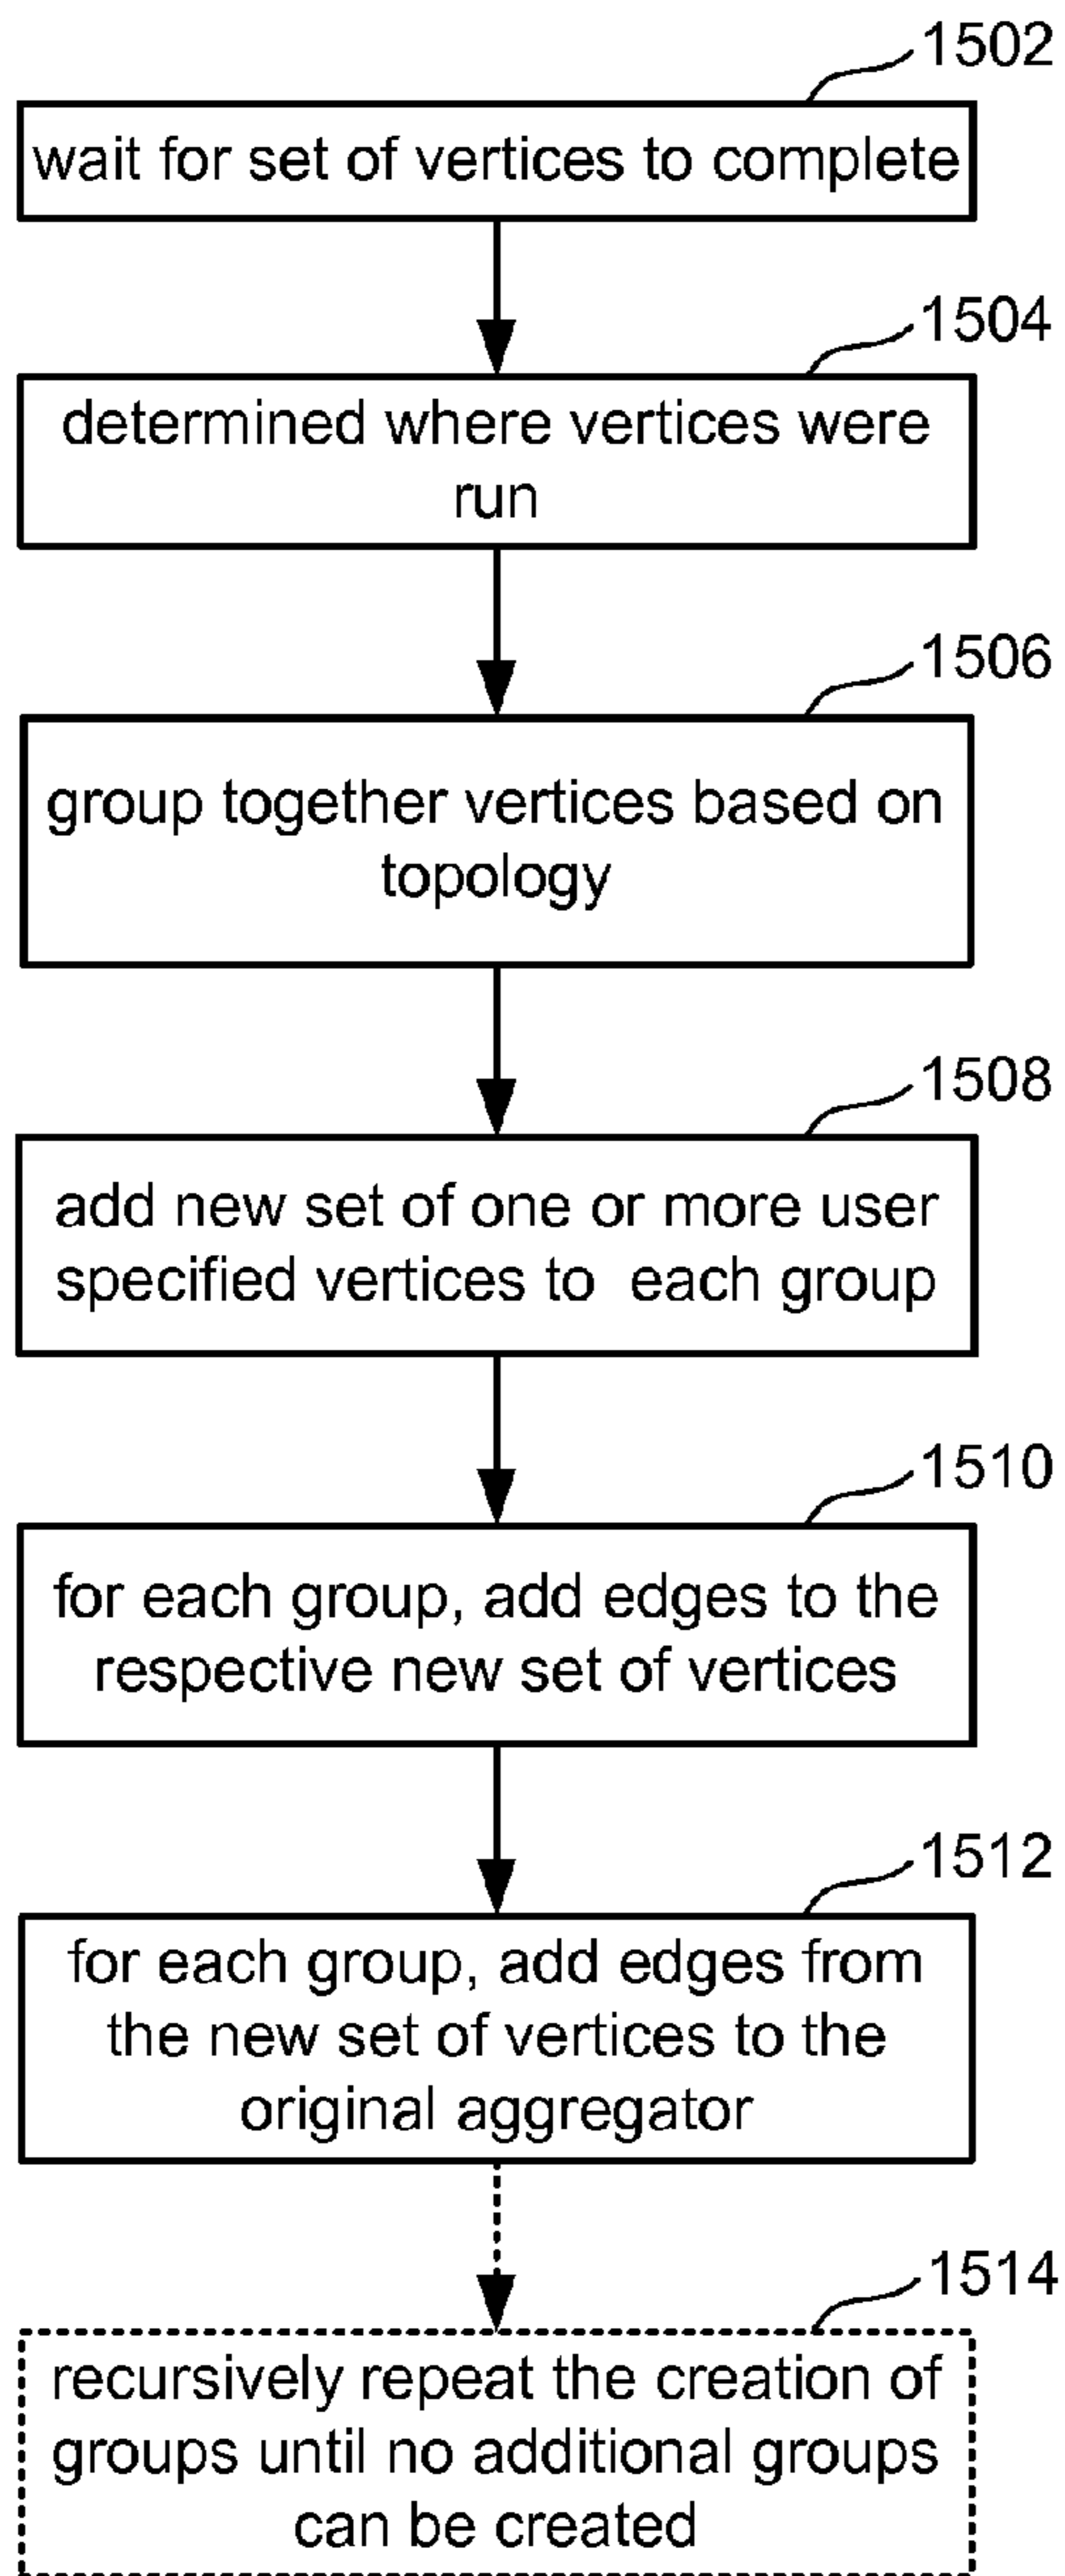 1502
wait for set of vertices to complete
1504
determined where vertices were
run
1506
group together vertices based on
topology
1508
add new set of one or more user
specified vertices to each group
1510
for each group, add edges to the
respective new set of vertices
1512
for each group, add edges from
the new set of vertices to the
original aggregator
1514
recursively repeat the creation of
groups until no additional groups
can be created